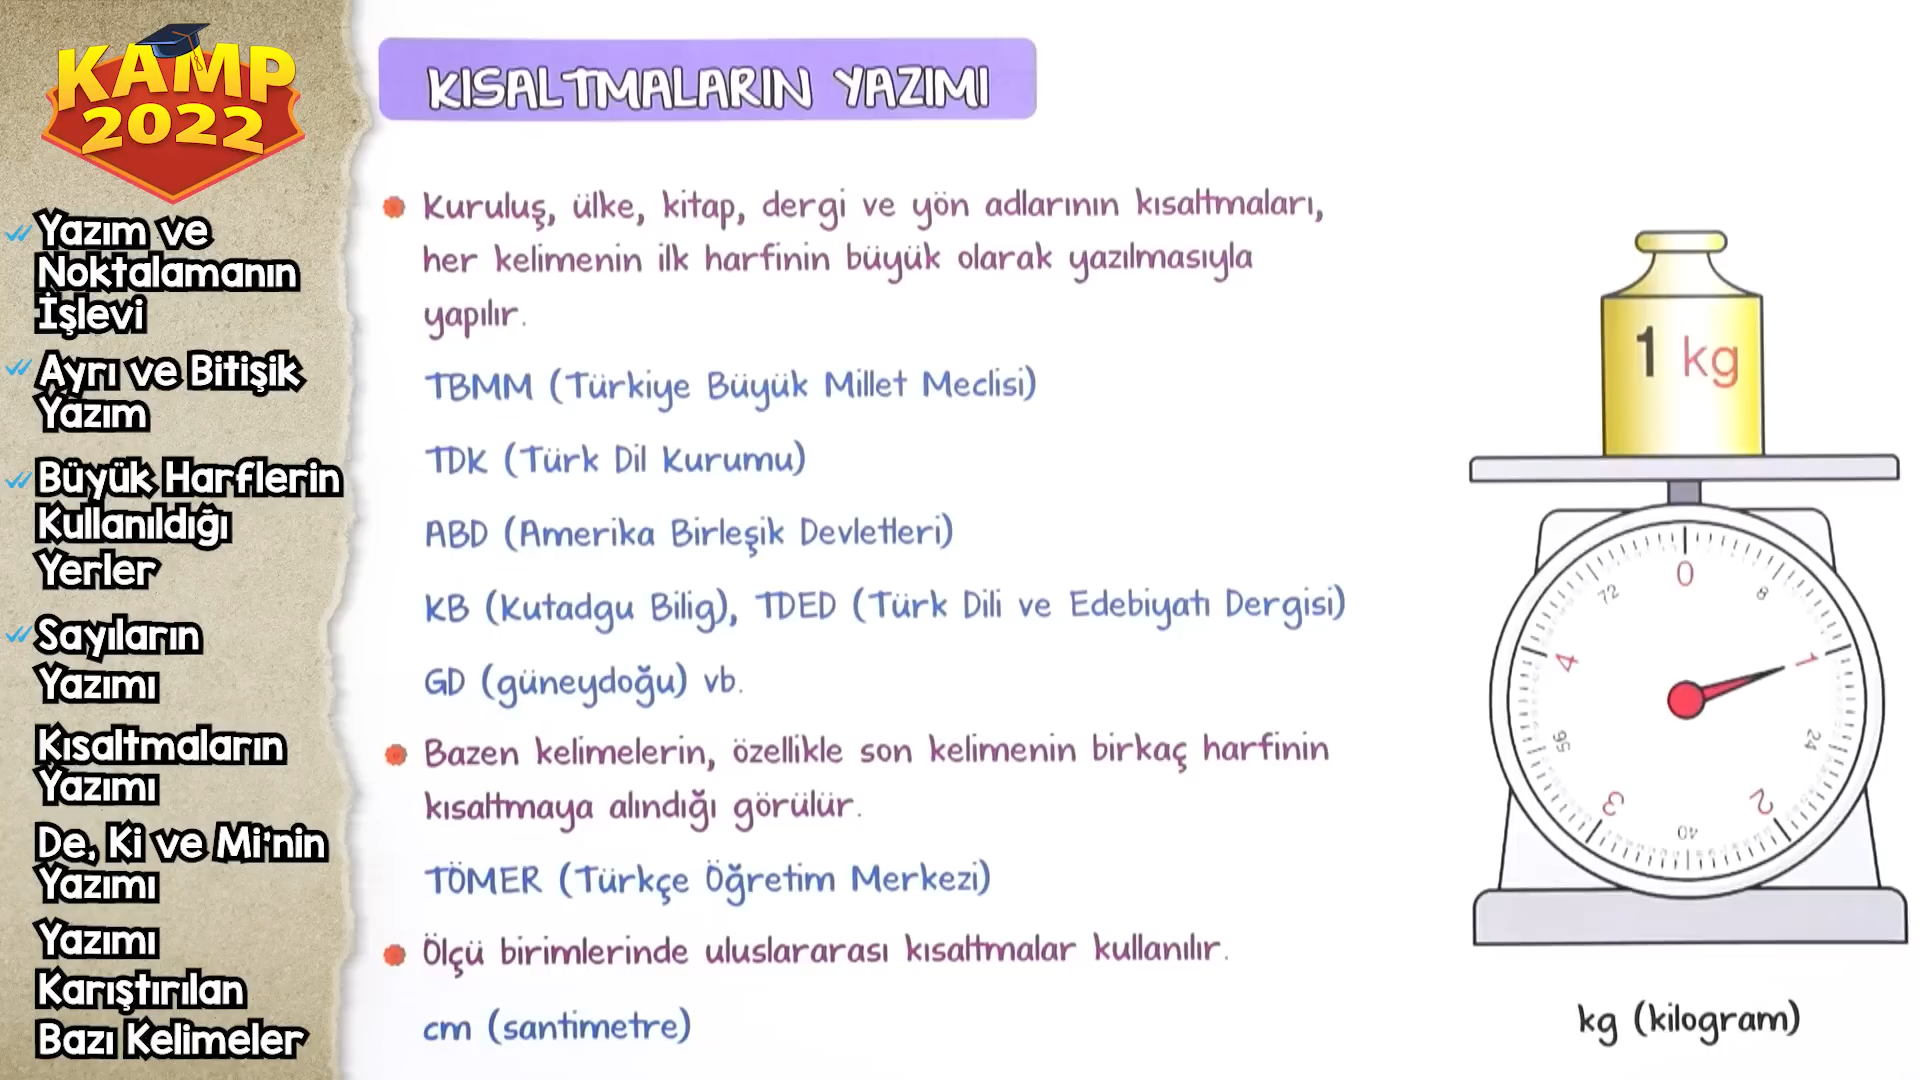 KAMP
2022
Yazım ve
Noktalamanın
İşlevi
Ayrı ve Bitişik
Yazım
Büyük Harflerin
Kullanıldığı
Yerler
Sayıların
Yazımı
Kısaltmaların
Yazımı
De, Ki ve Mi'nin
Yazımı
Yazımı
Karıştırılan
Bazı Kelimeler
KISALTMALARIN YAZIMI
Kuruluş, ülke, kitap, dergi ve yön adlarının kısaltmaları,
her kelimenin ilk harfinin büyük olarak yazılmasıyla
yapılır.
TBMM (Türkiye Büyük Millet Meclisi)
TDK (Türk Dil Kurumu)
ABD (Amerika Birleşik Devletleri)
KB (Kutadgu Bilig), TDED (Türk Dili ve Edebiyatı Dergisi)
GD (güneydoğu) vb.
Bazen kelimelerin, özellikle son kelimenin birkaç harfinin
kısaltmaya alındığı görülür.
TÖMER (Türkçe Öğretim Merkezi)
Ölçü birimlerinde uluslararası kısaltmalar kullanılır.
cm (santimetre)
1 kg
0
8
1
24
2
40
3
56
4
72
kg (kilogram)